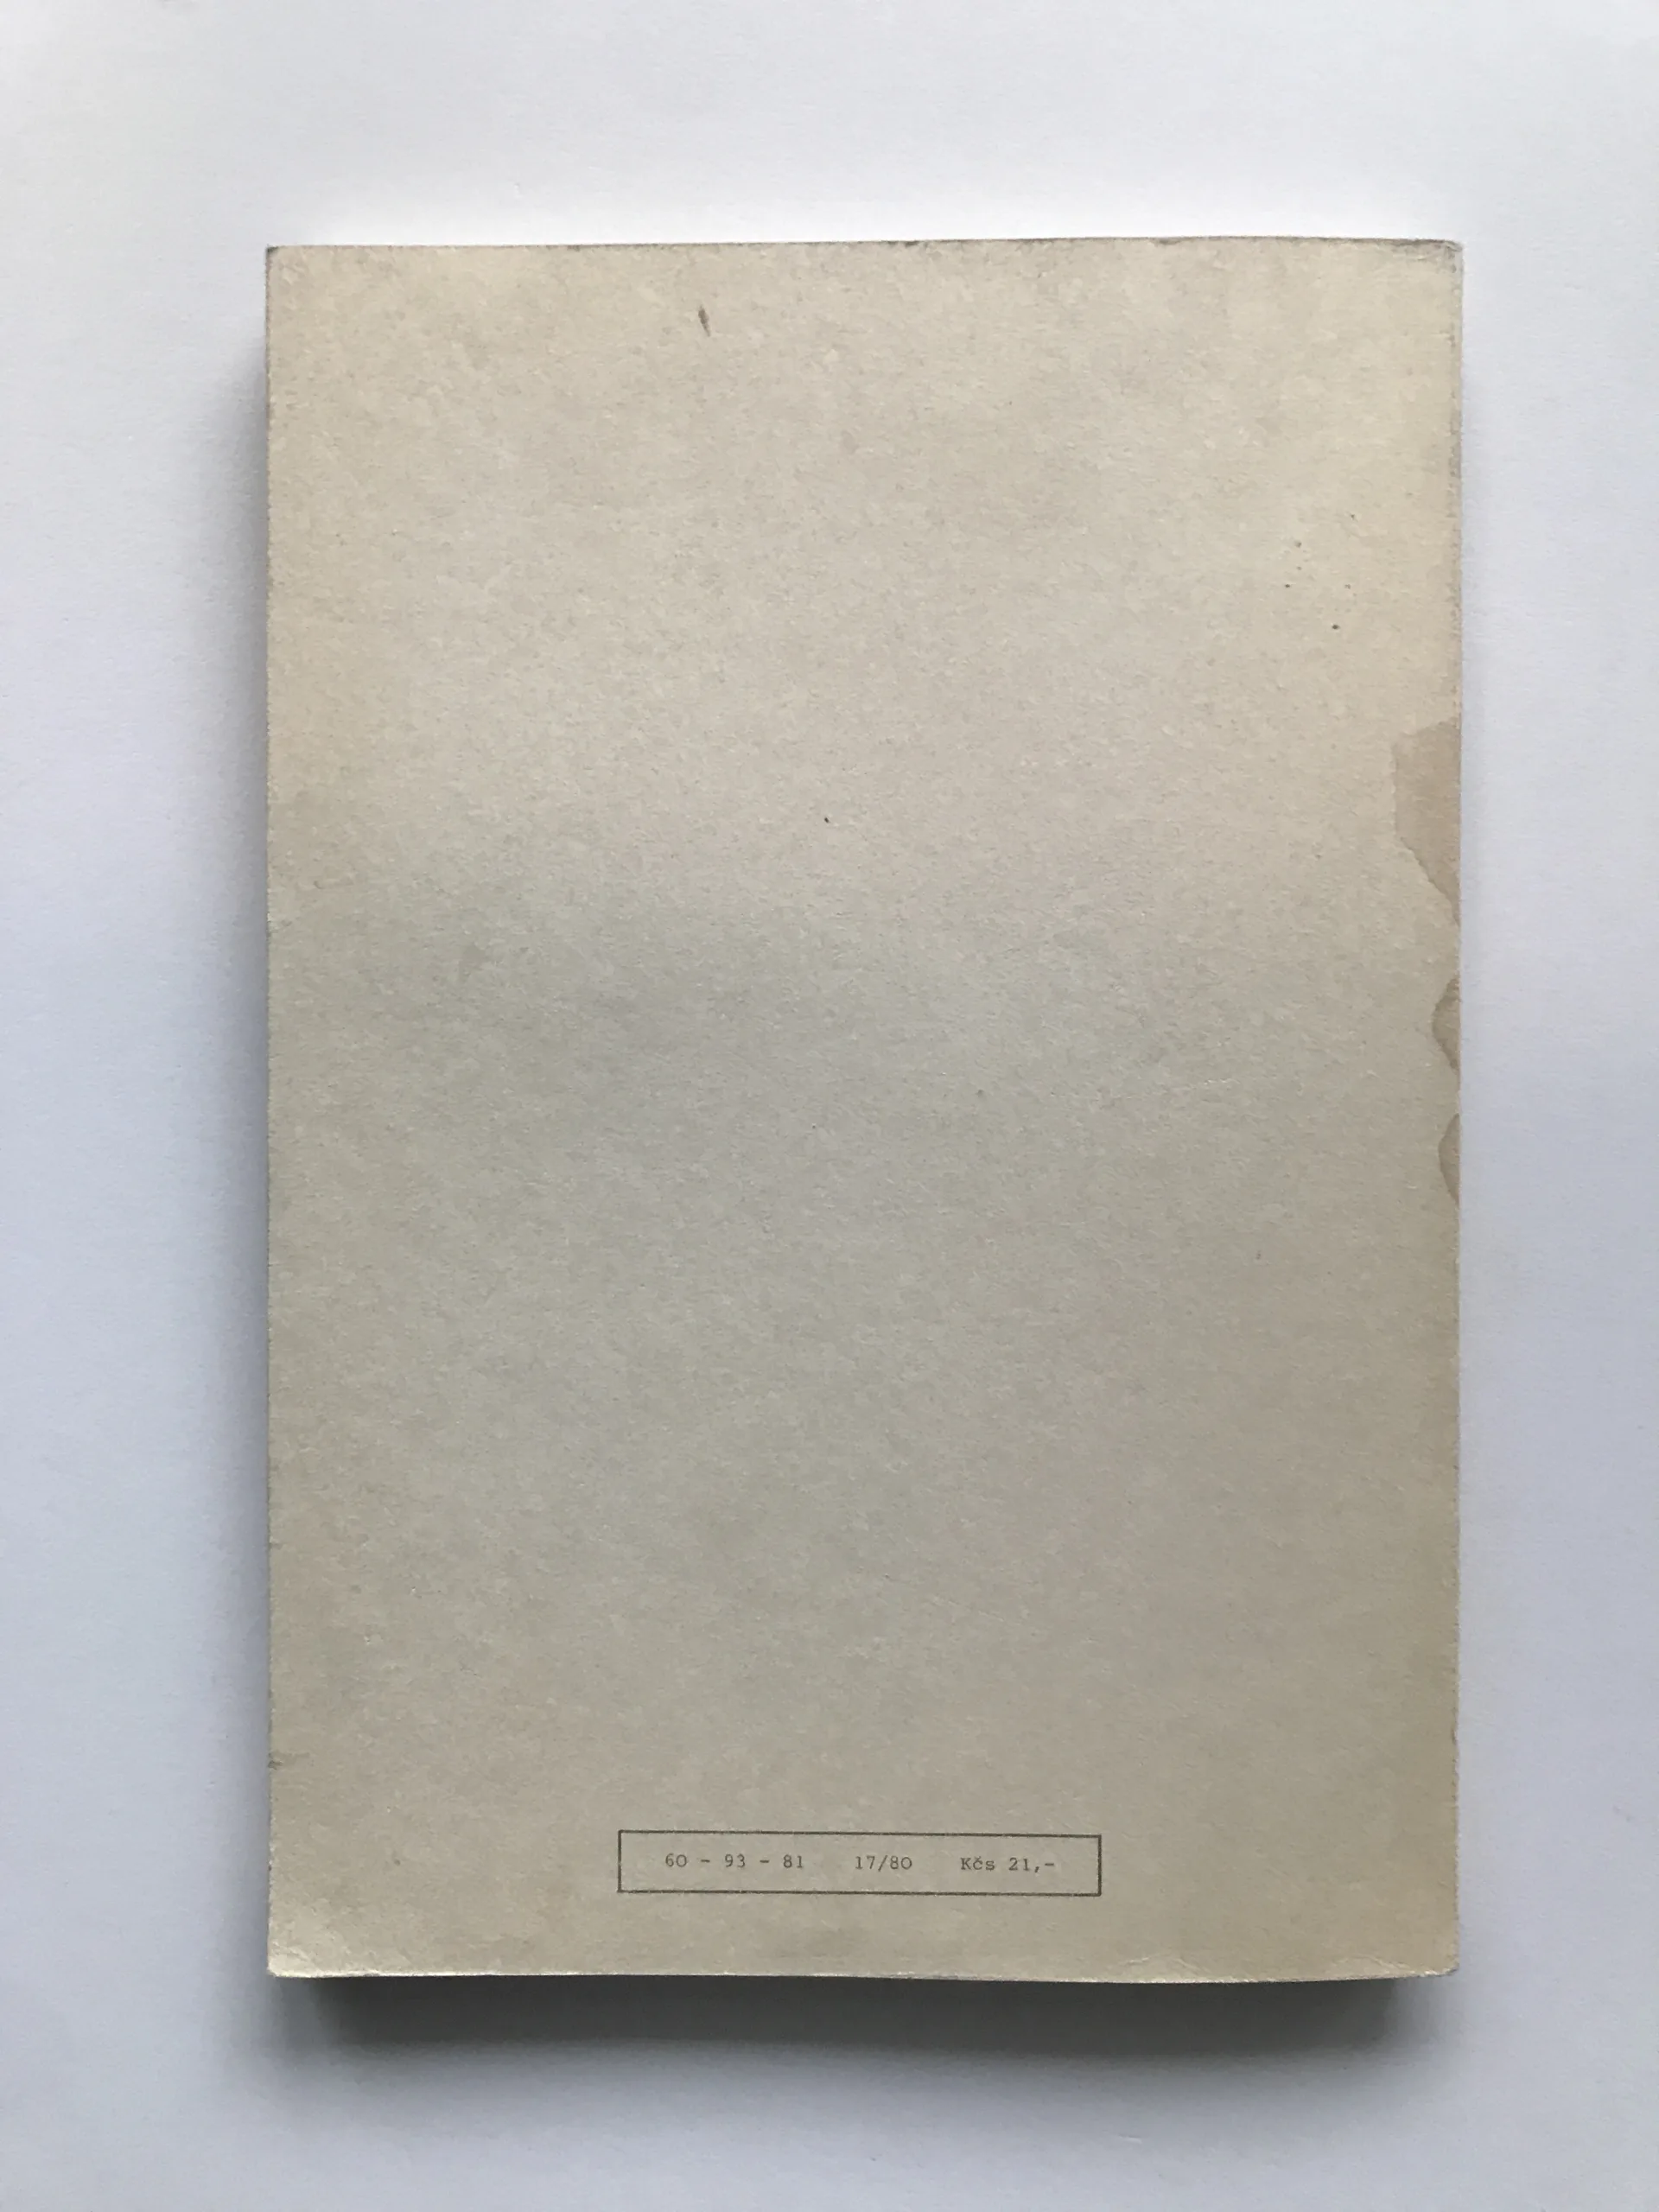 60 - 93 - 81 17/80 Kčs 21,-